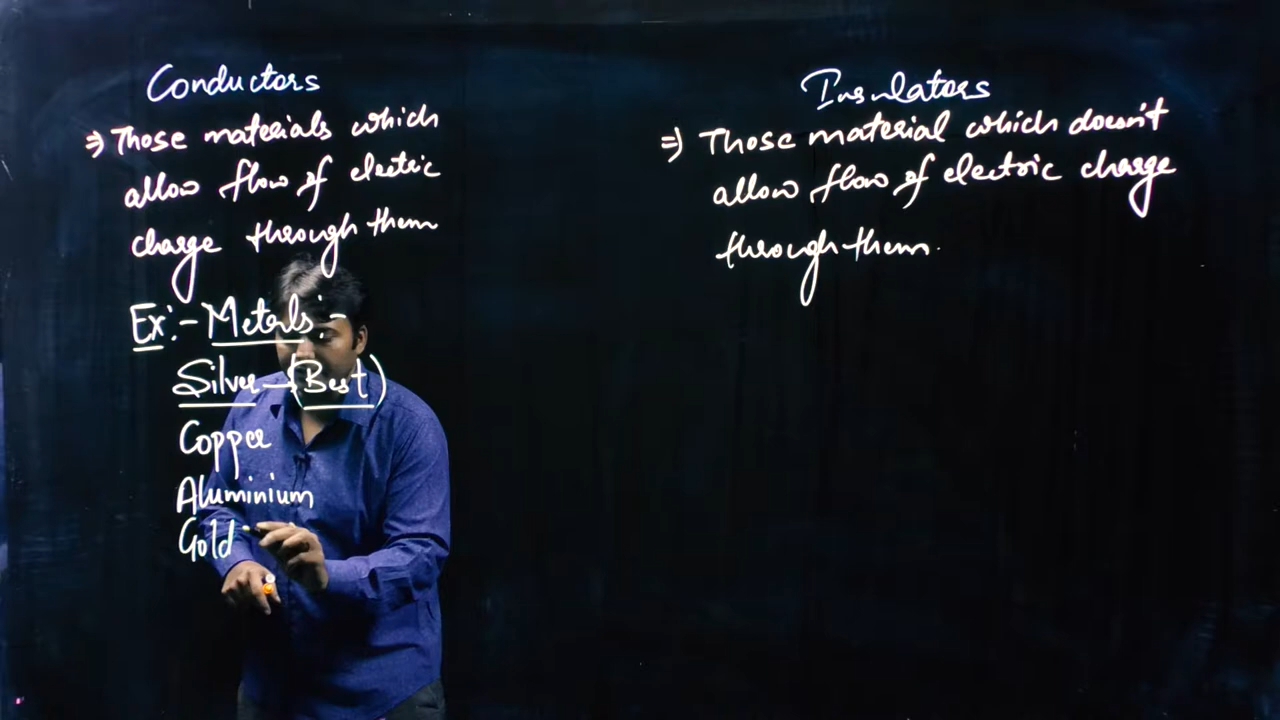 Conductors
⇒ Those materials which
allow flow of electric
charge through them
Ex:- Metals:-
Silver → (Best)
Copper
Aluminium
Gold
Insulators
⇒ Those material which doesn't
allow flow of electric charge
through them.